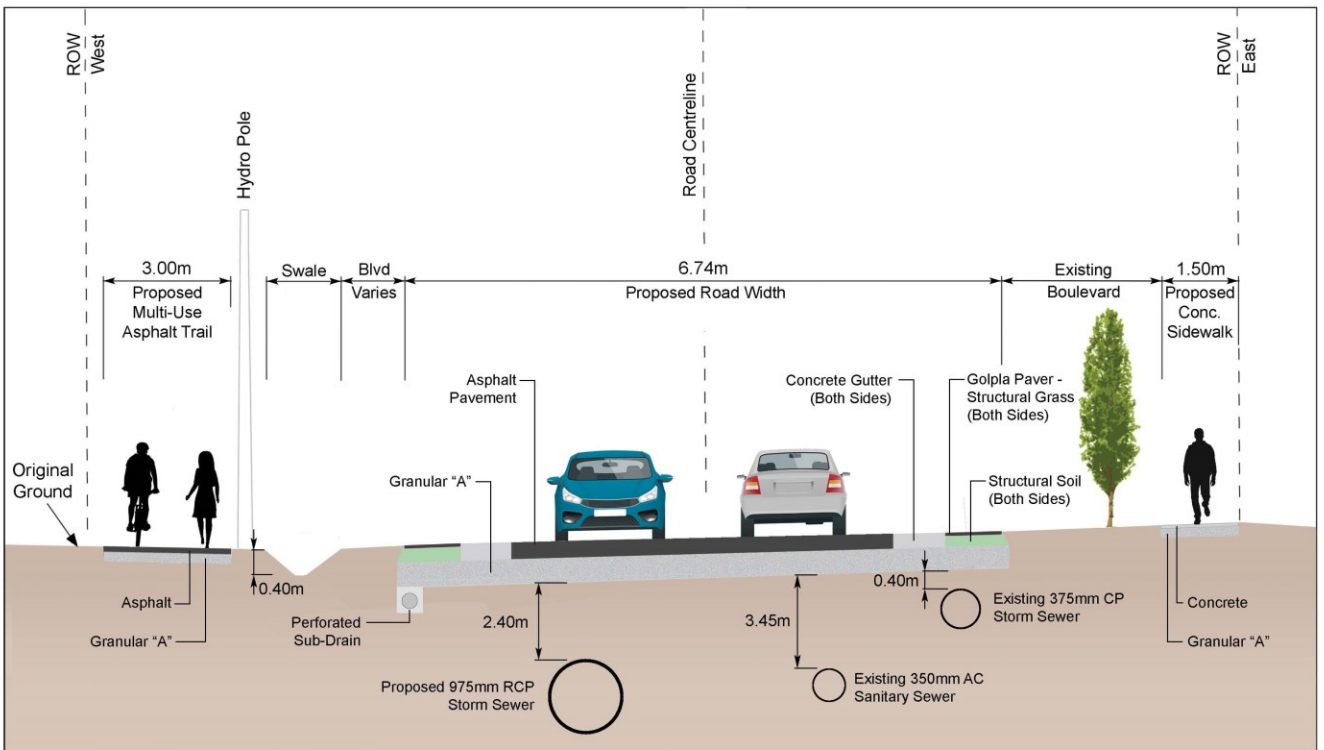 ROW
West
Hydro Pole
Road Centreline
ROW
East
3.00m
Proposed
Multi-Use
Asphalt Trail
Swale
Blvd
Varies
6.74m
Proposed Road Width
Existing
Boulevard
1.50m
Proposed
Conc.
Sidewalk
Asphalt
Pavement
Concrete Gutter
(Both Sides)
Golpla Paver -
Structural Grass
(Both Sides)
Original
Ground
Granular "A"
Structural Soil
(Both Sides)
0.40m
Asphalt
Granular "A"
Perforated
Sub-Drain
2.40m
3.45m
0.40m
Existing 375mm CP
Storm Sewer
Concrete
Granular "A"
Proposed 975mm RCP
Storm Sewer
Existing 350mm AC
Sanitary Sewer